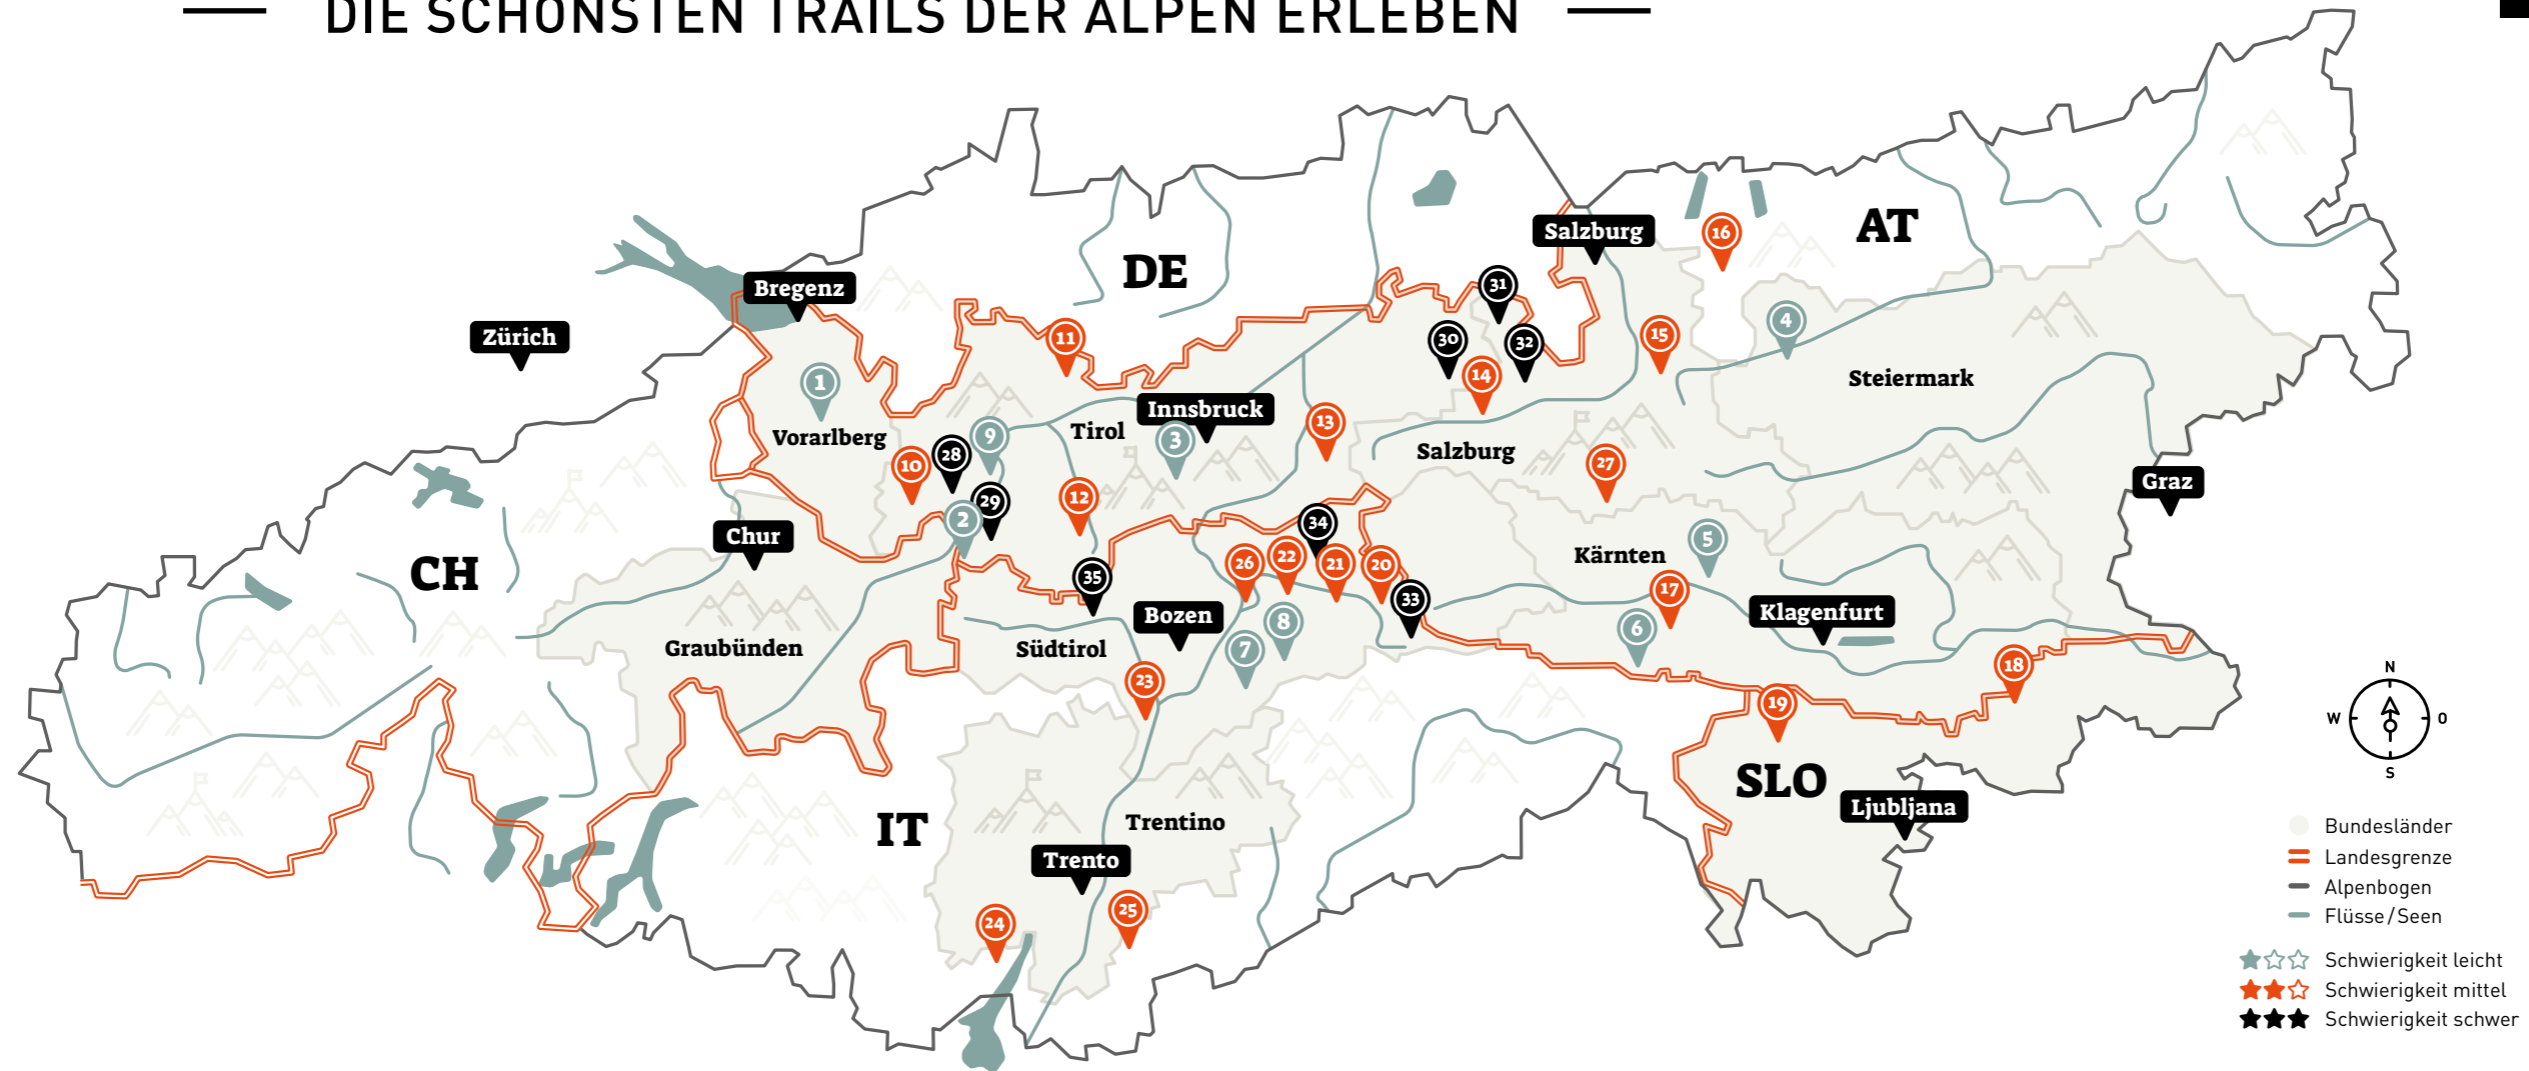 DIE SCHÖNSTEN TRAILS DER ALPEN ERLEBEN
31
Salzburg
16
AT
DE
Bregenz
Zürich
11
30
32
15
4
1
14
Steiermark
Innsbruck
Vorarlberg
9
Tirol
3
13
Salzburg
10
28
27
12
Graz
29
2
34
Chur
5
CH
35
26
22
21
20
Kärnten
33
17
Bozen
Klagenfurt
Graubünden
Südtirol
7
8
6
23
18
19
N
W
O
S
SLO
Ljubljana
IT
Trentino
Trento
24
25
Bundesländer
Landesgrenze
Alpenbogen
Flüsse/Seen
Schwierigkeit leicht
Schwierigkeit mittel
Schwierigkeit schwer